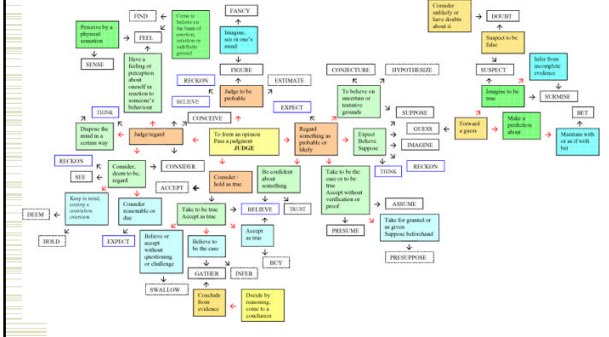 Perceive by a
physical
sensation
FIND
FEEL
SENSE
Come to
believe on
the basis of
emotion,
intuition or
indefinite
ground
FANCY
Imagine,
see in one's
mind
FIGURE
Have a
feeling or
perception
about
oneself in
reaction to
someone's
behaviour
RECKON
BELIEVE
Judge to be
probable
ESTIMATE
EXPECT
CONCEIVE
THINK
Dispose the
mind in a
certain way
Judge/regard
To form an opinion
Pass a judgment
JUDGE
Regard
something as
probable or
likely
Expect
Believe
Suppose
CONJECTURE
HYPOTHESIZE
To believe on
uncertain or
tentative
grounds
SUPPOSE
GUESS
IMAGINE
THINK
RECKON
Consider
unlikely or
have doubts
about it
DOUBT
Suspect to be
false
SUSPECT
Infer from
incomplete
evidence
Imagine to be
true
SURMISE
BET
Forward
a guess
Make a
prediction
about
Maintain with
or as if with
bet
RECKON
SEE
Consider,
deem to be,
regard
CONSIDER
Keep in mind,
convey a
conviction,
overview
DEEM
HOLD
Consider
reasonable or
due
EXPECT
Consider /
hold as true
ACCEPT
Be confident
about
something
BELIEVE
TRUST
Take to be true
Accept as true
Accept
as true
BUY
Believe or
accept
without
questioning
or challenge
SWALLOW
Believe to
be the case
GATHER
INFER
Conclude
from
evidence
Decide by
reasoning,
come to a
conclusion
Take to be the
case or to be
true
Accept without
verification or
proof
ASSUME
PRESUME
Take for granted or
as given
Suppose beforehand
PRESUPPOSE